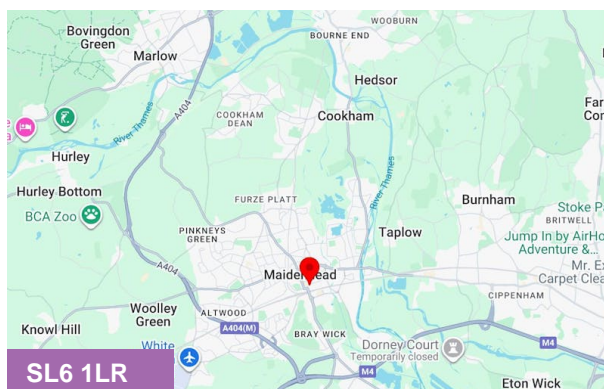 WOOBURN
Bovingdon
Green
Marlow
BOURNE END
Hedsor
A404
COOKHAM
DEAN
Cookham
River Thames
Hurley
River Thames
Hurley Bottom
BCA Zoo
FURZE PLATT
Burnham
Stoke
BRITWELL
PINKNEYS
GREEN
Taplow
Jump In by AirHo
Adventure &...
A404
Maidenhead
Mr. Ex
Carpet Clea
Woolley
Green
ALTWOOD
CIPPENHAM
Knowl Hill
A404(M)
BRAY WICK
White
Dorney Court
Temporarily closed
M4
M4
Eton Wick
SL6 1LR